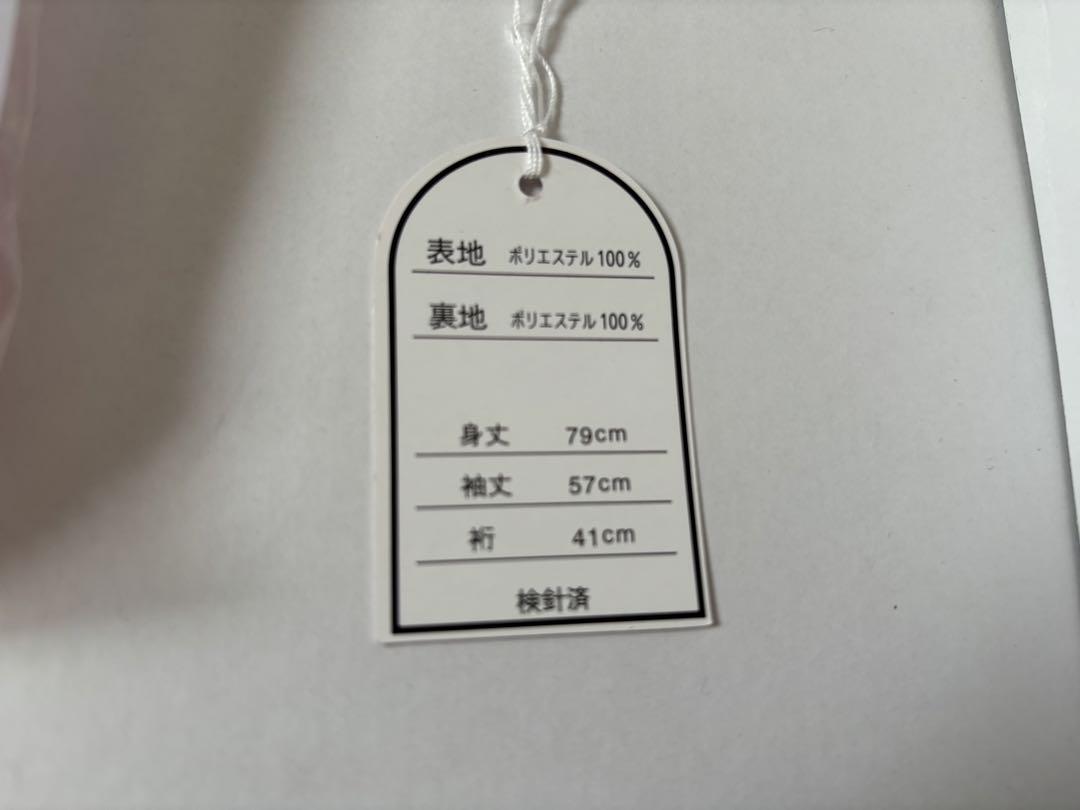 表地 ポリエステル100%
裏地 ポリエステル100%
身丈 79cm
袖丈 57cm
裄 41cm
検針済